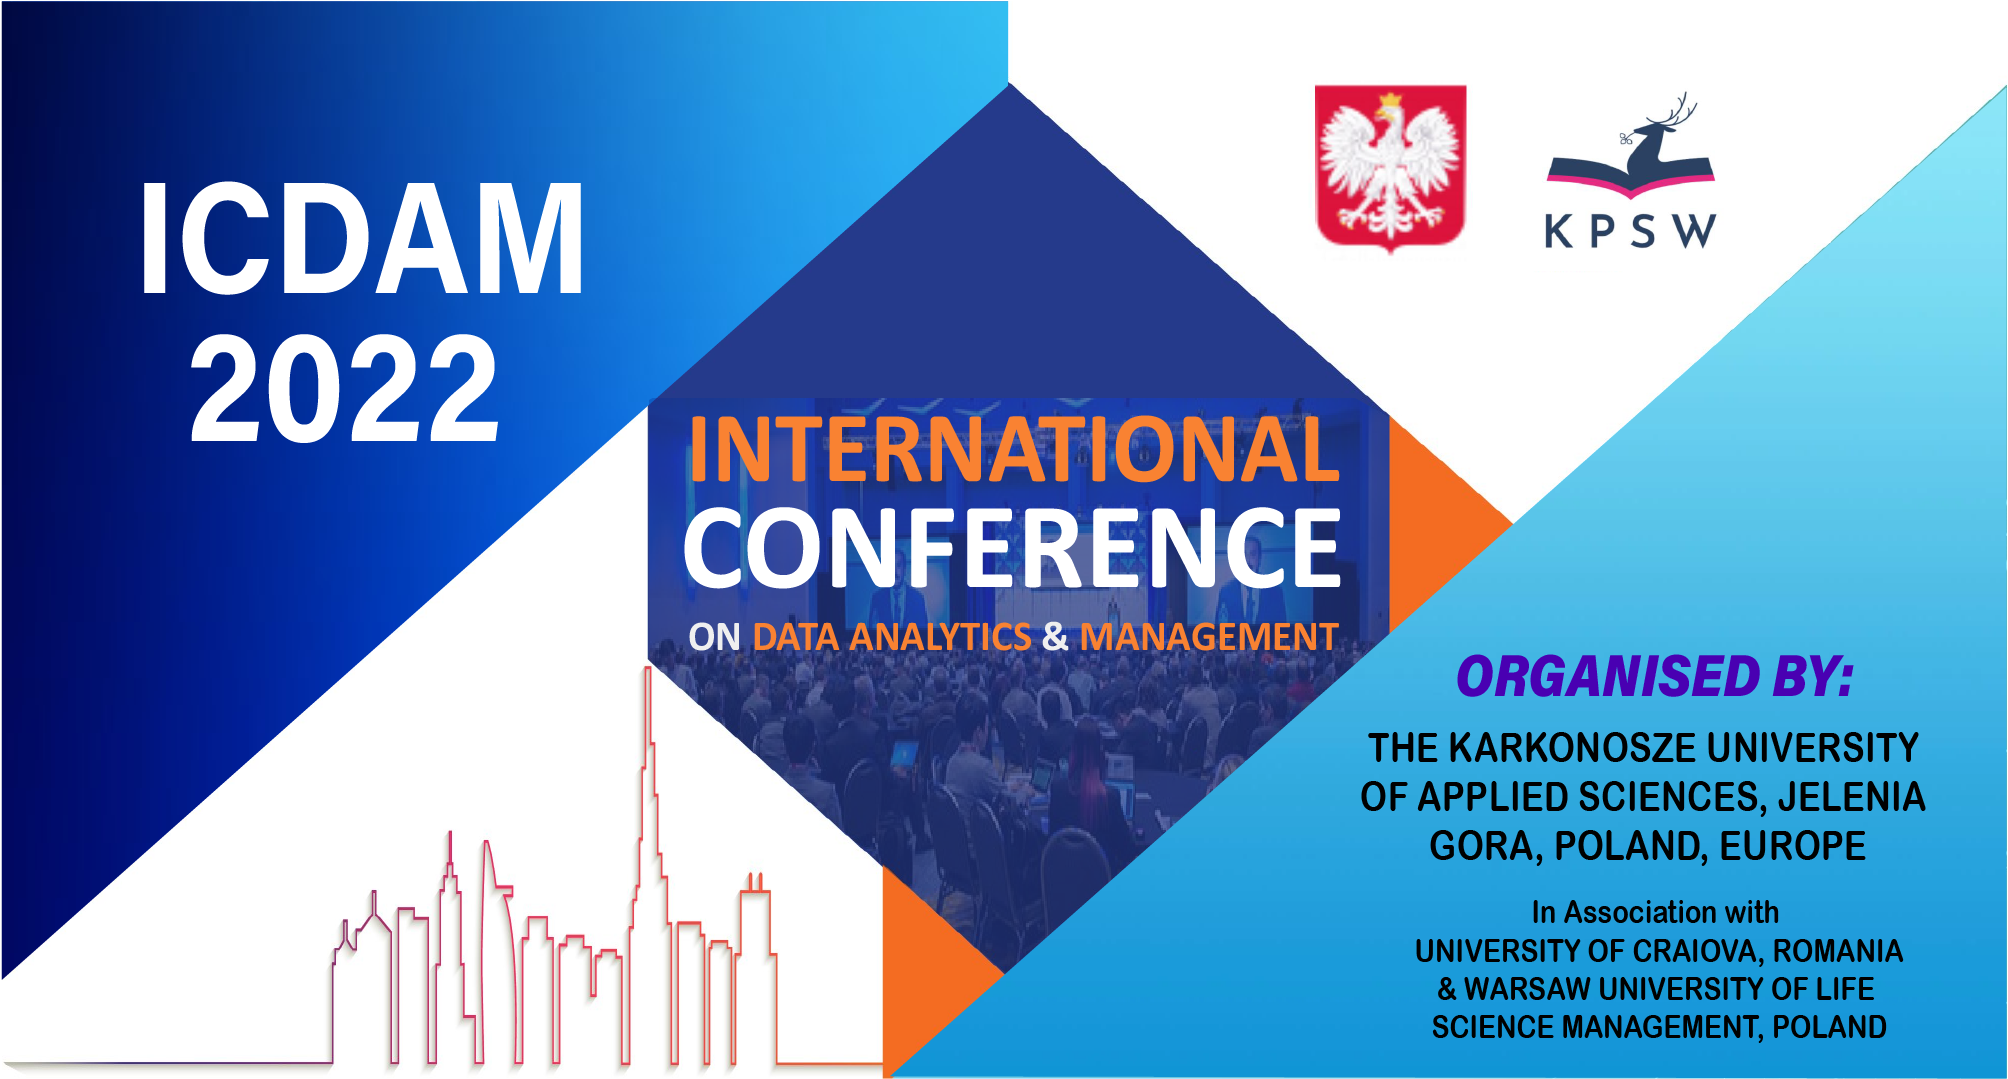 ICDAM
2022
KPSW
INTERNATIONAL
CONFERENCE
ON DATA ANALYTICS & MANAGEMENT
ORGANISED BY:
THE KARKONOSZE UNIVERSITY
OF APPLIED SCIENCES, JELENIA
GORA, POLAND, EUROPE
In Association with
UNIVERSITY OF CRAIOVA, ROMANIA
& WARSAW UNIVERSITY OF LIFE
SCIENCE MANAGEMENT, POLAND